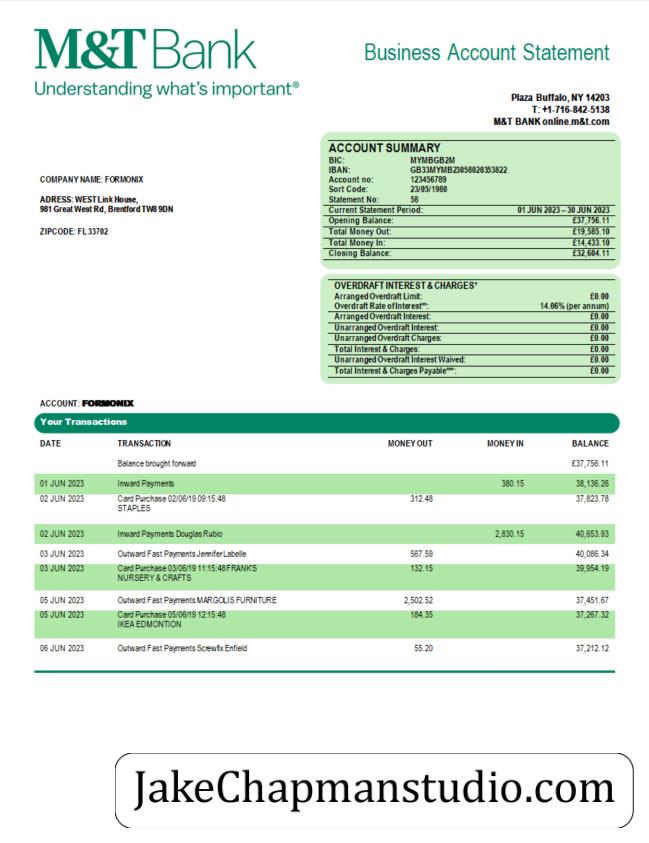 M&T Bank
Business Account Statement
Understanding what's important®
Plaza Buffalo, NY 14203
T: +1-716-842-5138
M&T BANK online.m&t.com
ACCOUNT SUMMARY
BIC: MYMBGB2M
IBAN: GB33MYMB23058020353822
Account no: 123456789
Sort Code: 23/05/1980
Statement No: 58
Current Statement Period: 01 JUN 2023 – 30 JUN 2023
Opening Balance: £37,756.11
Total Money Out: £19,585.10
Total Money In: £14,433.10
Closing Balance: £32,604.11
COMPANY NAME: FORMONIX
ADRESS: WEST Link House,
981 Great West Rd, Brentford TW8 9DN
ZIPCODE: FL 33702
OVERDRAFT INTEREST & CHARGES*
Arranged Overdraft Limit: £0.00
Overdraft Rate of Interest**: 14.06% (per annum)
Arranged Overdraft Interest: £0.00
Unarranged Overdraft Interest: £0.00
Unarranged Overdraft Charges: £0.00
Total Interest & Charges: £0.00
Unarranged Overdraft Interest Waived: £0.00
Total Interest & Charges Payable***: £0.00
ACCOUNT: FORMONIX
Your Transactions
DATE TRANSACTION MONEY OUT MONEY IN BALANCE
Balance brought forward £37,756.11
01 JUN 2023 Inward Payments 380.15 38,136.26
02 JUN 2023 Card Purchase 02/06/19 09:15:48 312.48 37,823.78
STAPLES
02 JUN 2023 Inward Payments Douglas Rubio 2,830.15 40,653.93
03 JUN 2023 Outward Fast Payments Jennifer Labelle 567.59 40,086.34
03 JUN 2023 Card Purchase 03/06/19 11:15:48 FRANKS 132.15 39,954.19
NURSERY & CRAFTS
05 JUN 2023 Outward Fast Payments MARGOLIS FURNITURE 2,502.52 37,451.67
05 JUN 2023 Card Purchase 05/06/19 12:15:48 184.35 37,267.32
IKEA EDMONTION
06 JUN 2023 Outward Fast Payments Screwfix Enfield 55.20 37,212.12
JakeChapmanstudio.com